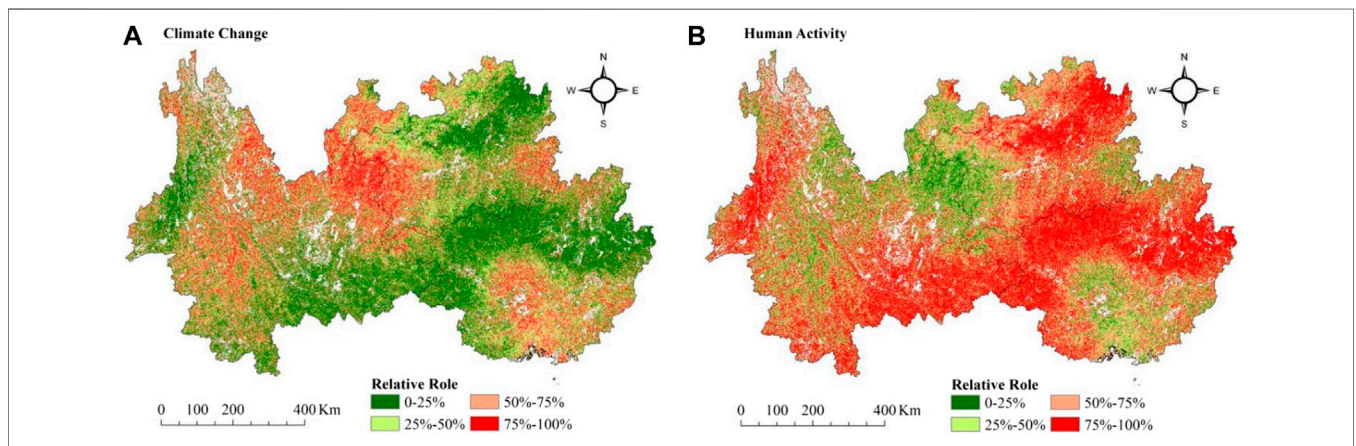 A Climate Change
N
W E
S
Relative Role
0-25% 50%-75%
25%-50% 75%-100%
0 100 200 400 Km
B Human Activity
N
W E
S
Relative Role
0-25% 50%-75%
25%-50% 75%-100%
0 100 200 400 Km